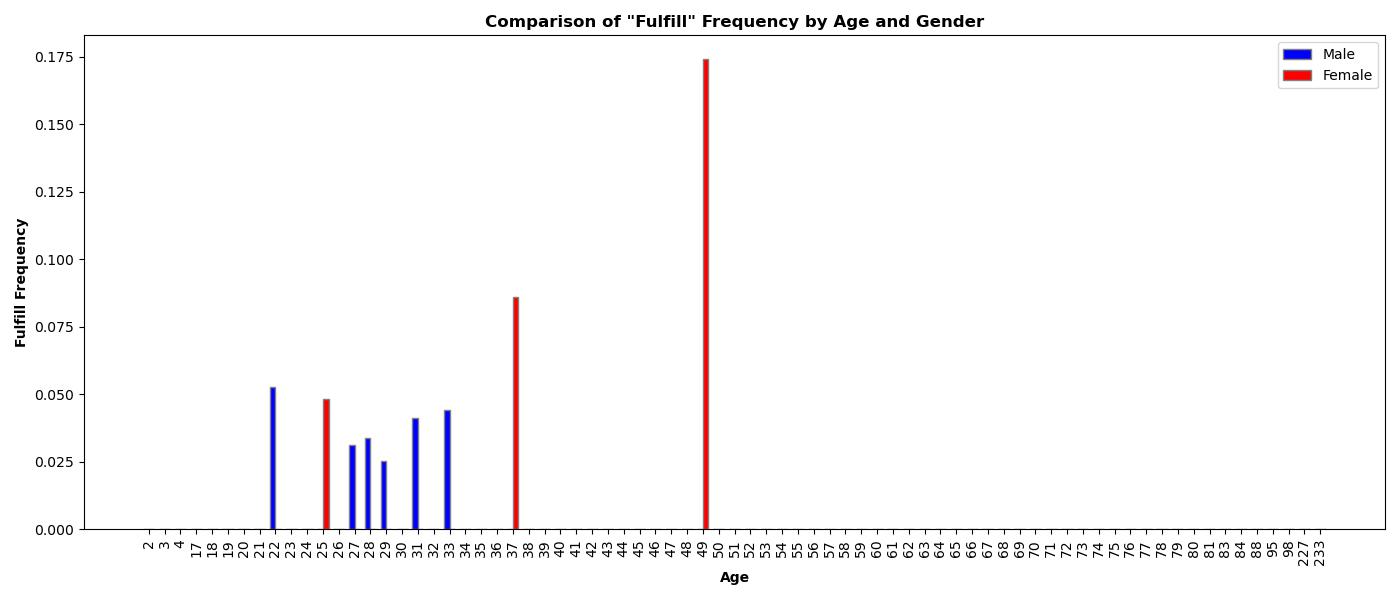 Comparison of "Fulfill" Frequency by Age and Gender
Male
Female
0.175
0.150
0.125
0.100
0.075
0.050
0.025
0.000
Fulfill Frequency
2 3 4 17 18 19 20 21 22 23 24 25 26 27 28 29 30 31 32 33 34 35 36 37 38 39 40 41 42 43 44 45 46 47 48 49 50 51 52 53 54 55 56 57 58 59 60 61 62 63 64 65 66 67 68 69 70 71 72 73 74 75 76 77 78 79 80 81 83 84 88 95 98 227 233
Age